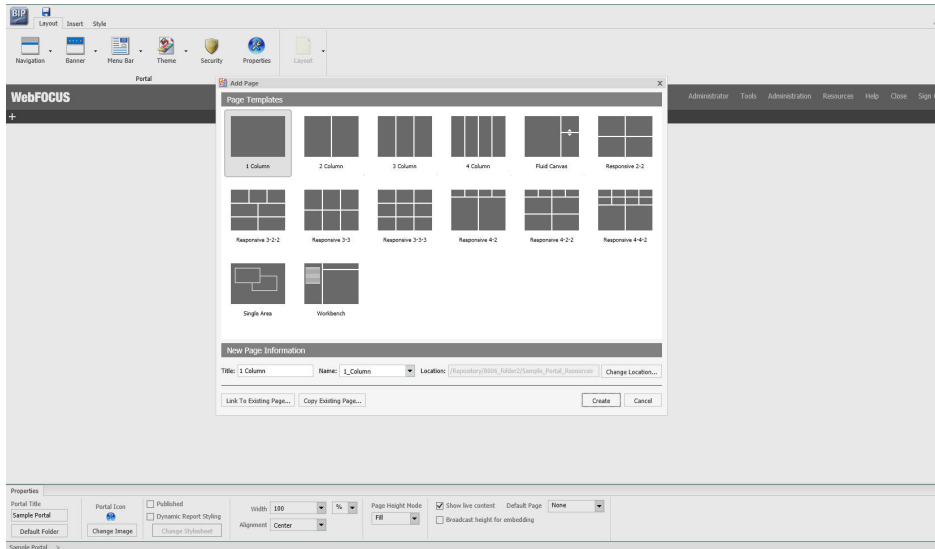 BIP
Layout Insert Style
Navigation Banner Menu Bar Theme Security Properties Layout
Portal
Add Page x
WebFOCUS
Administrator Tools Administration Resources Help Close Sign
+
Page Templates
1 Column 2 Column 3 Column 4 Column Fluid Canvas Responsive 2-2
Responsive 3-2-2 Responsive 3-3 Responsive 3-3-3 Responsive 4-2 Responsive 4-2-2 Responsive 4-4-2
Single Area Workbench
New Page Information
Title: 1 Column Name: 1_Column Location: /Repository/8006_folder2/Sample_Portal_Resources Change Location...
Link To Existing Page... Copy Existing Page... Create Cancel
Properties
Portal Title Portal Icon Published Width 100 % Page Height Mode Show live content Default Page None
Sample Portal Dynamic Report Styling Alignment Center Fill Broadcast height for embedding
Default Folder Change Image Change Stylesheet
Sample Portal >